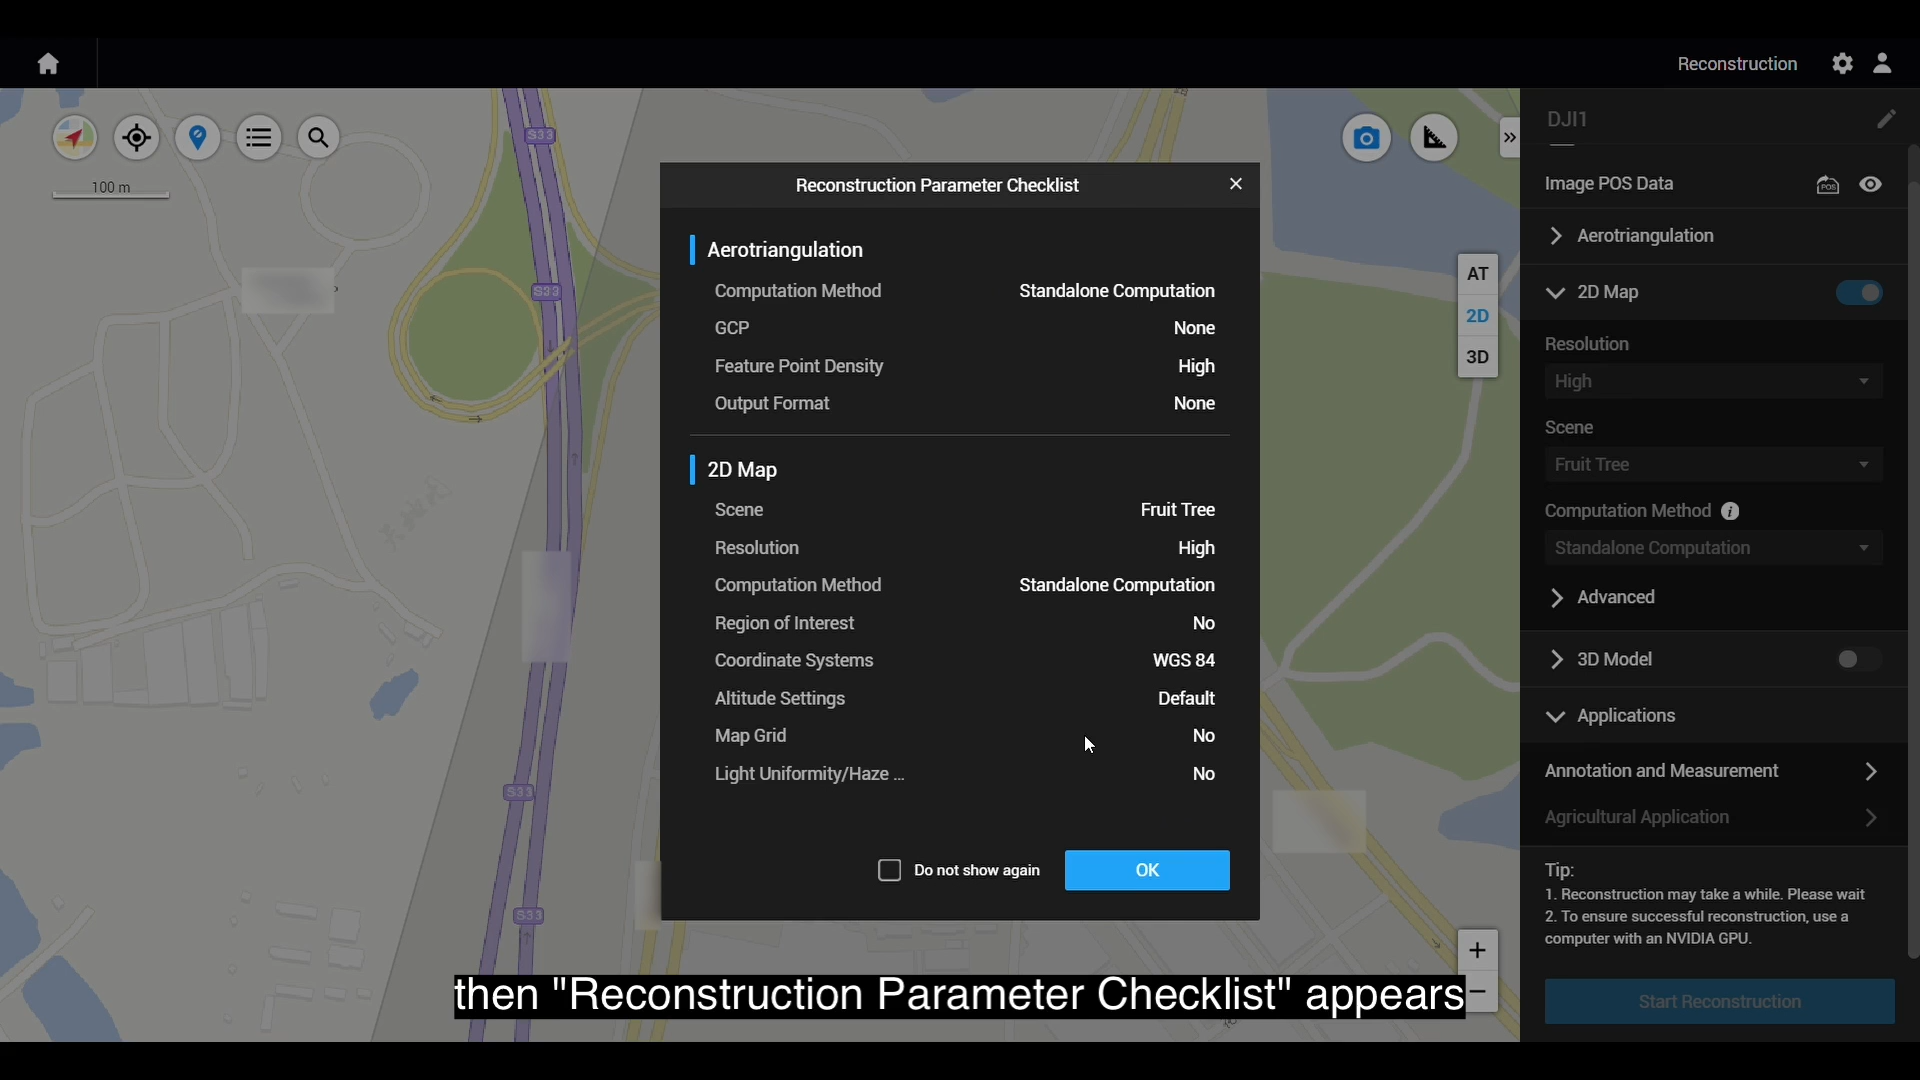 Reconstruction
100 m
S33
S33
S33
S33
DJI1
Image POS Data
POS
Aerotriangulation
2D Map
Resolution
High
Scene
Fruit Tree
Computation Method
Standalone Computation
Advanced
3D Model
Applications
Annotation and Measurement
Agricultural Application
Tip:
1. Reconstruction may take a while. Please wait
2. To ensure successful reconstruction, use a
computer with an NVIDIA GPU.
Start Reconstruction
AT
2D
3D
Reconstruction Parameter Checklist
Aerotriangulation
Computation Method Standalone Computation
GCP None
Feature Point Density High
Output Format None
2D Map
Scene Fruit Tree
Resolution High
Computation Method Standalone Computation
Region of Interest No
Coordinate Systems WGS 84
Altitude Settings Default
Map Grid No
Light Uniformity/Haze ... No
Do not show again OK
then "Reconstruction Parameter Checklist" appears